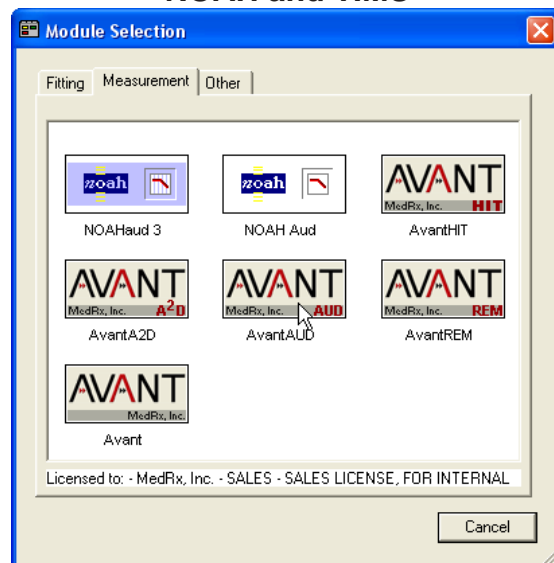 Module Selection
Fitting Measurement Other
noah noah AVANT
MedRx, Inc. HIT
NOAHaud 3 NOAH Aud AvantHIT
AVANT AVANT AVANT
MedRx, Inc. A2D MedRx, Inc. AUD MedRx, Inc. REM
AvantA2D AvantAUD AvantREM
AVANT
MedRx, Inc.
Avant
Licensed to: - MedRx, Inc. - SALES - SALES LICENSE, FOR INTERNAL
Cancel